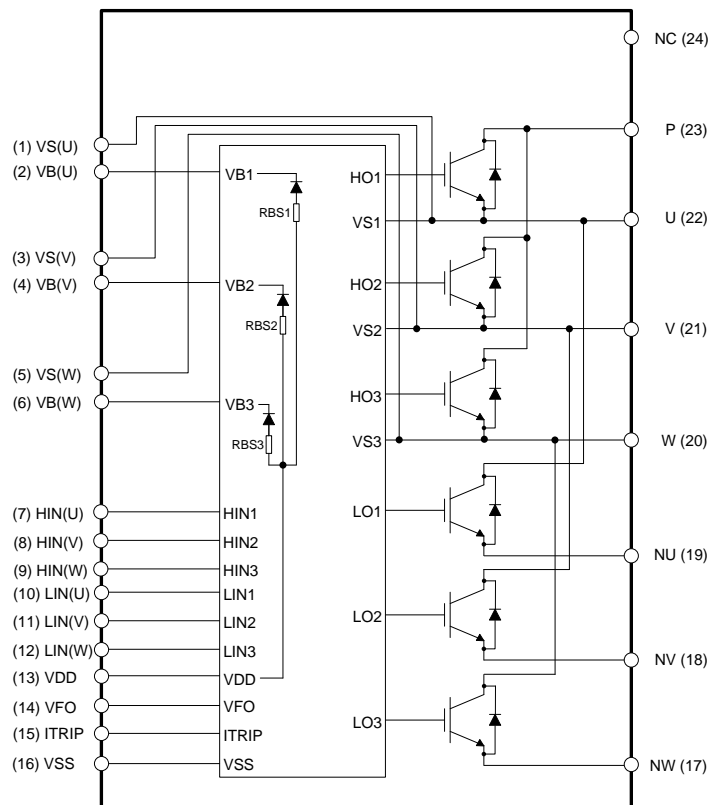 NC (24)
P (23)
(1) VS(U)
(2) VB(U)
VB1
HO1
RBS1
VS1
U (22)
(3) VS(V)
(4) VB(V)
VB2
HO2
RBS2
VS2
V (21)
(5) VS(W)
(6) VB(W)
VB3
HO3
RBS3
VS3
W (20)
(7) HIN(U)
HIN1
LO1
(8) HIN(V)
HIN2
NU (19)
(9) HIN(W)
HIN3
(10) LIN(U)
LIN1
(11) LIN(V)
LIN2
LO2
(12) LIN(W)
LIN3
NV (18)
(13) VDD
VDD
(14) VFO
VFO
LO3
(15) ITRIP
ITRIP
(16) VSS
VSS
NW (17)